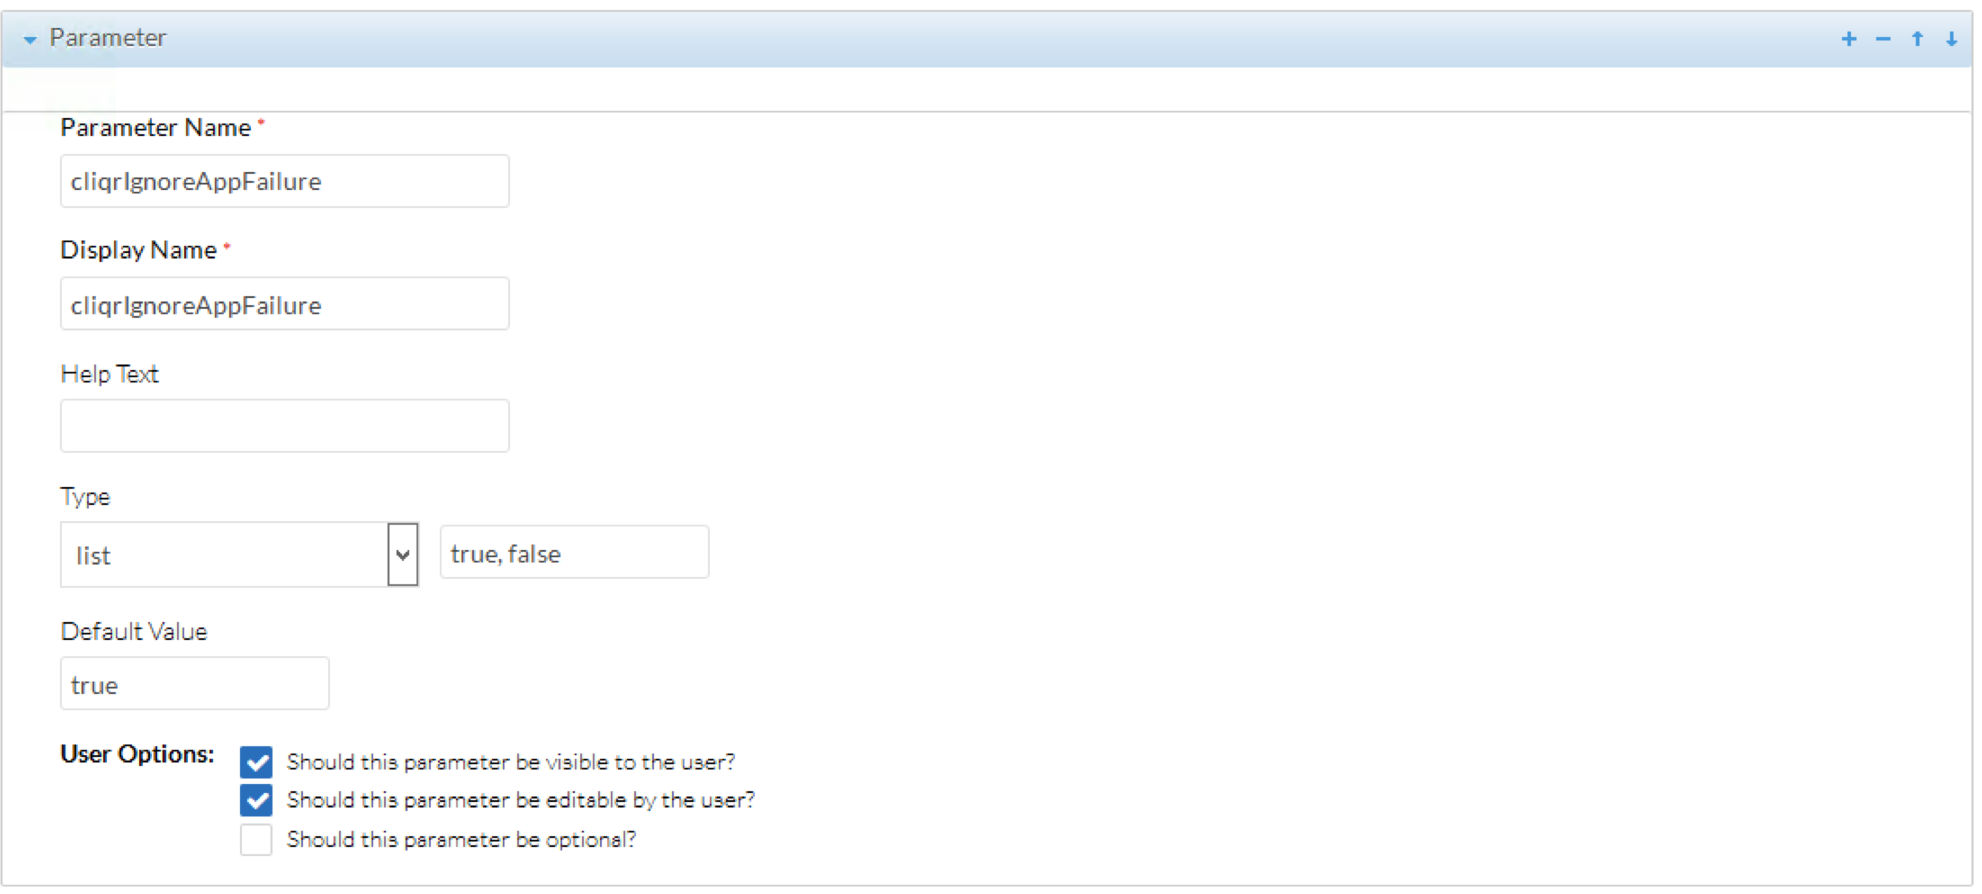 Parameter
Parameter Name *
cliqrIgnoreAppFailure
Display Name *
cliqrIgnoreAppFailure
Help Text
Type
list true, false
Default Value
true
User Options: Should this parameter be visible to the user?
Should this parameter be editable by the user?
Should this parameter be optional?